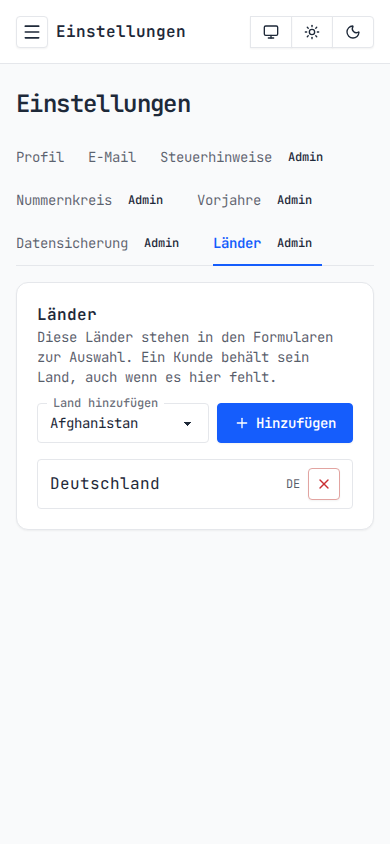 Einstellungen
Einstellungen
Profil E-Mail Steuerhinweise Admin
Nummernkreis Admin Vorjahre Admin
Datensicherung Admin Länder Admin
Länder
Diese Länder stehen in den Formularen
zur Auswahl. Ein Kunde behält sein
Land, auch wenn es hier fehlt.
Land hinzufügen
Afghanistan Hinzufügen
Deutschland DE